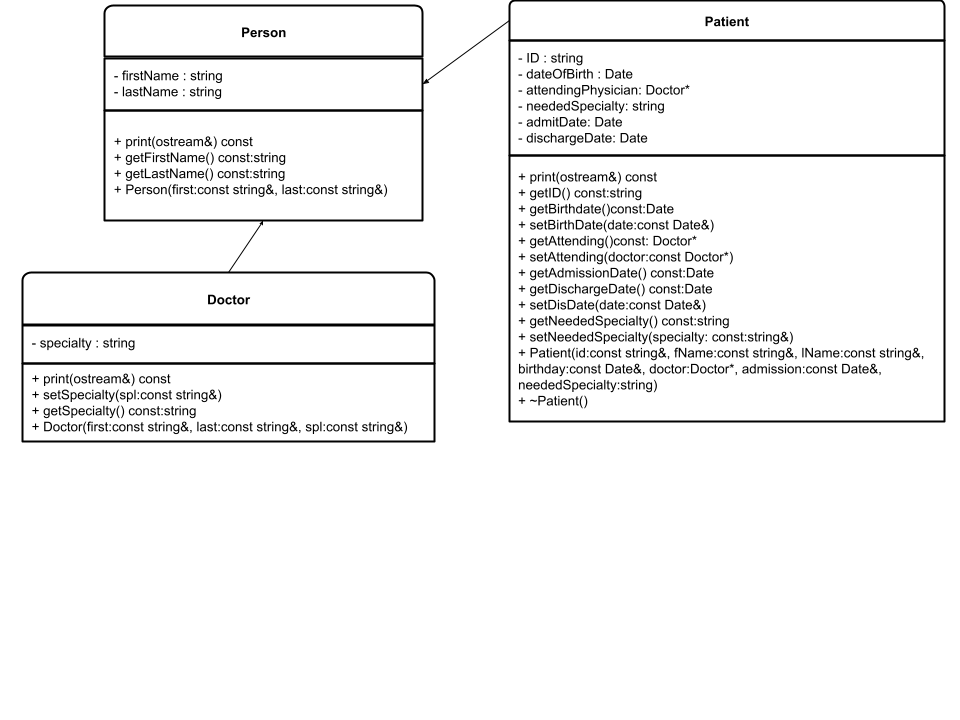 Person
- firstName : string
- lastName : string
+ print(ostream&) const
+ getFirstName() const:string
+ getLastName() const:string
+ Person(first:const string&, last:const string&)
Doctor
- specialty : string
+ print(ostream&) const
+ setSpecialty(spl:const string&)
+ getSpecialty() const:string
+ Doctor(first:const string&, last:const string&, spl:const string&)
Patient
- ID : string
- dateOfBirth : Date
- attendingPhysician: Doctor*
- neededSpecialty: string
- admitDate: Date
- dischargeDate: Date
+ print(ostream&) const
+ getID() const:string
+ getBirthdate()const:Date
+ setBirthDate(date:const Date&)
+ getAttending()const: Doctor*
+ setAttending(doctor:const Doctor*)
+ getAdmissionDate() const:Date
+ getDischargeDate() const:Date
+ setDisDate(date:const Date&)
+ getNeededSpecialty() const:string
+ setNeededSpecialty(specialty: const:string&)
+ Patient(id:const string&, fName:const string&, lName:const string&,
birthday:const Date&, doctor:Doctor*, admission:const Date&,
neededSpecialty:string)
+ ~Patient()